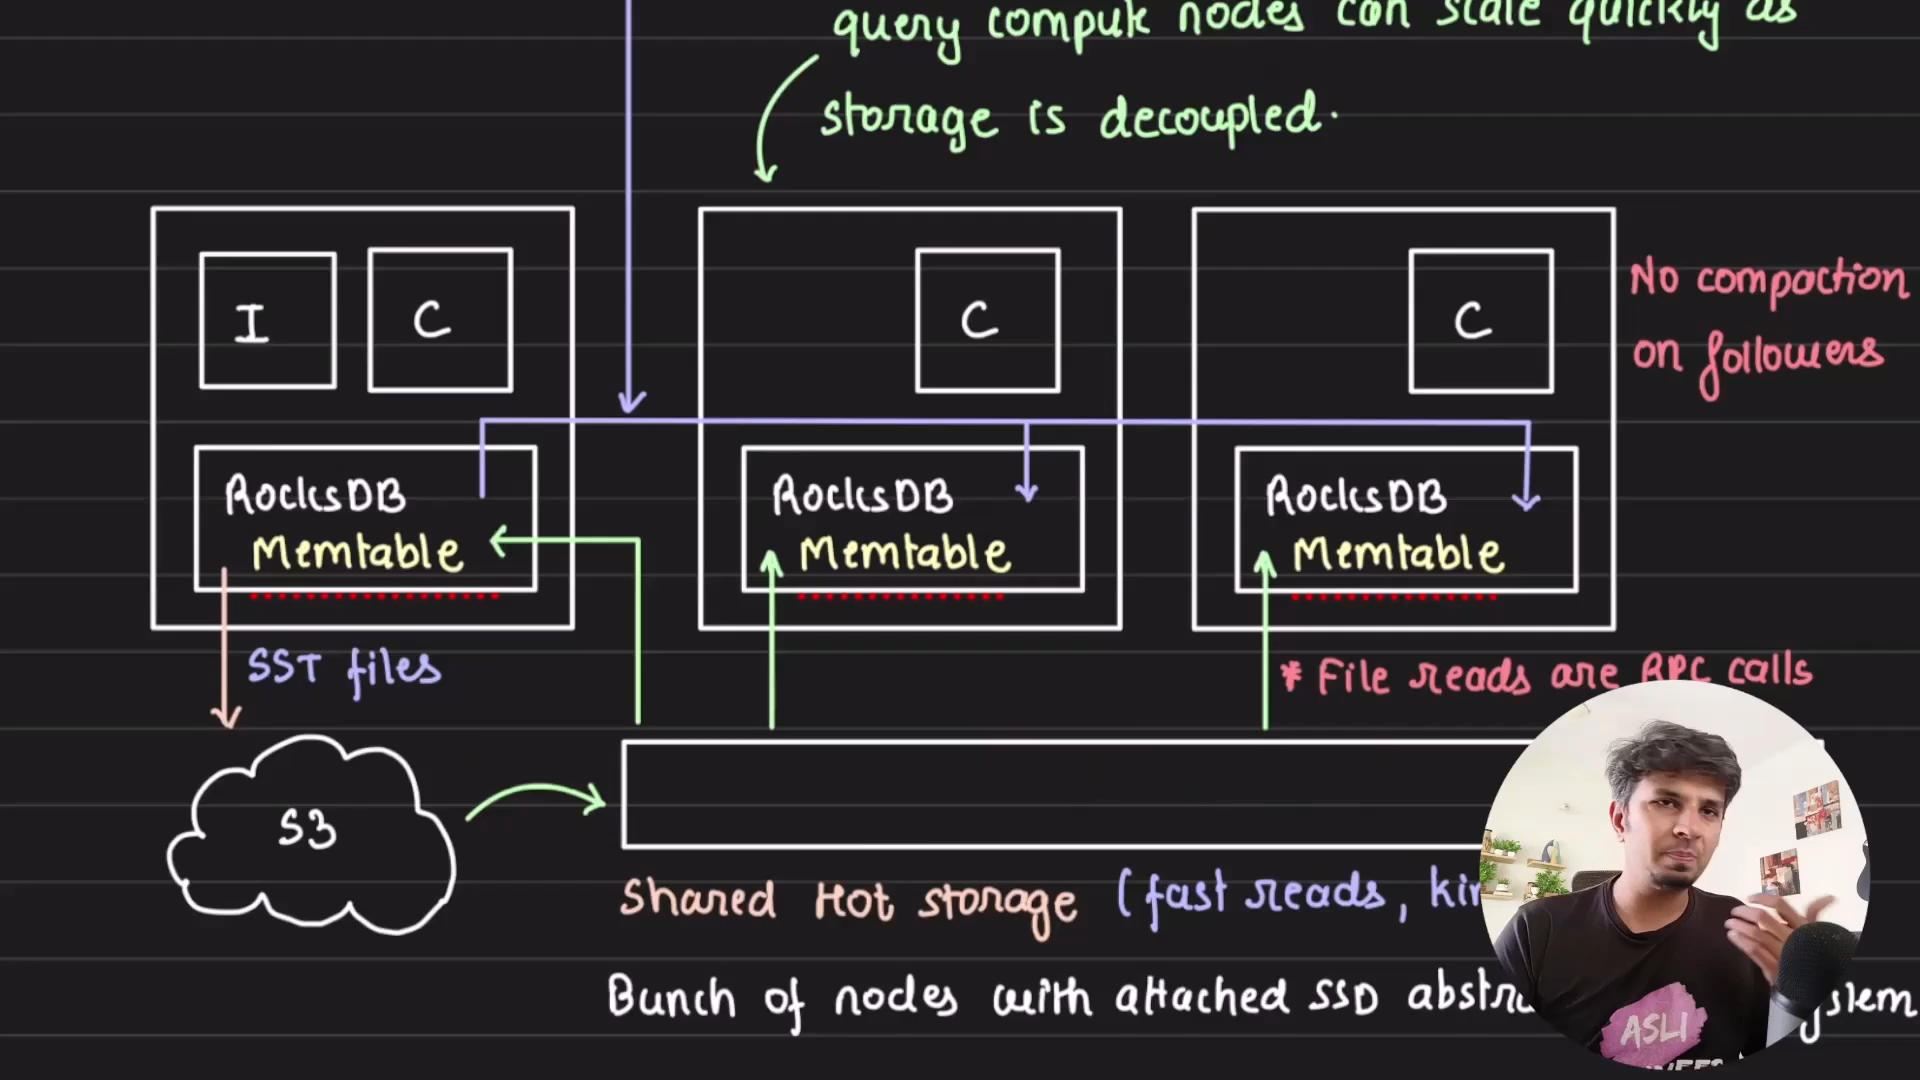 query compute nodes can scale quickly as
storage is decoupled.
I
C
C
C
No compaction
on followers
RocksDB
Memtable
RocksDB
Memtable
RocksDB
Memtable
SST files
* File reads are RPC calls
S3
Shared Hot storage (fast reads,
Bunch of nodes with attached SSD
ASLI